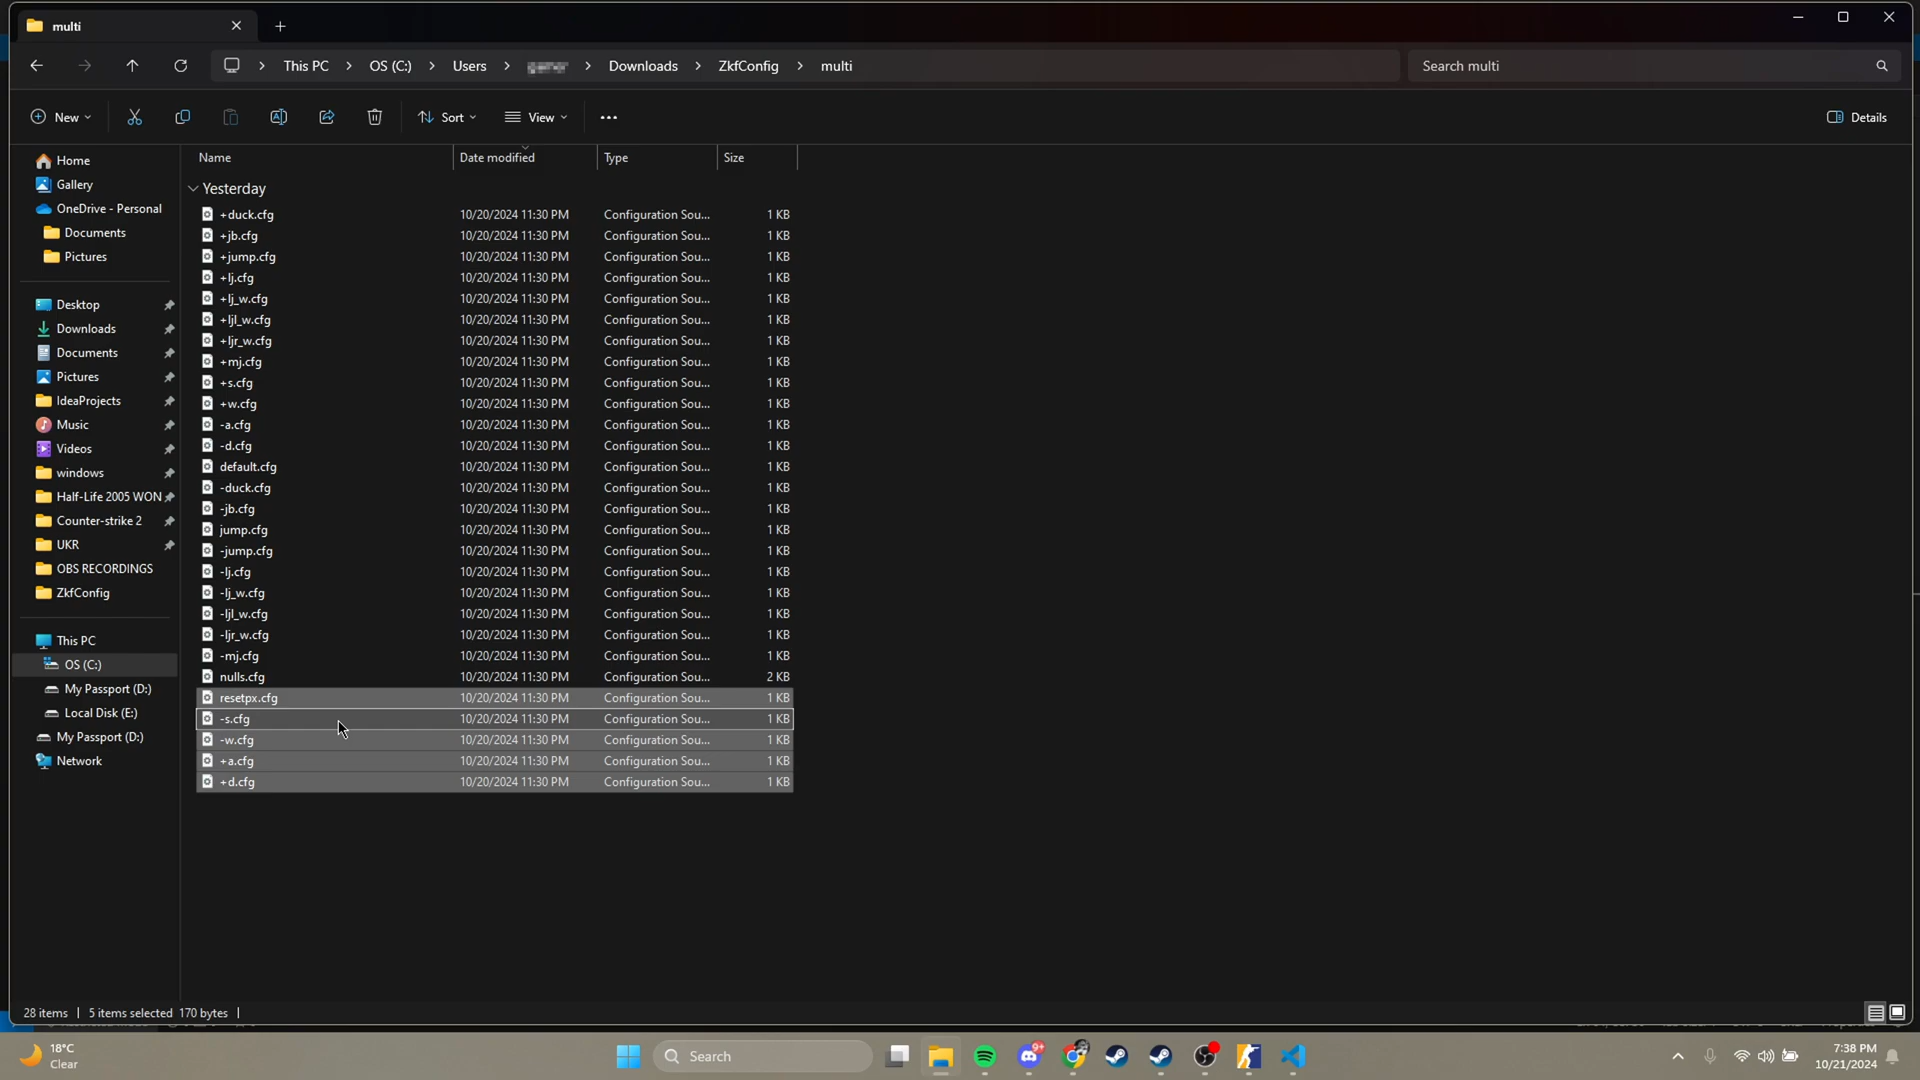 multi
This PC > OS (C:) > Users > > Downloads > ZkfConfig > multi
Search multi
New
Sort
View
Details
Name Date modified Type Size
Yesterday
+duck.cfg 10/20/2024 11:30 PM Configuration Sou... 1 KB
+jb.cfg 10/20/2024 11:30 PM Configuration Sou... 1 KB
+jump.cfg 10/20/2024 11:30 PM Configuration Sou... 1 KB
+lj.cfg 10/20/2024 11:30 PM Configuration Sou... 1 KB
+lj_w.cfg 10/20/2024 11:30 PM Configuration Sou... 1 KB
+ljl_w.cfg 10/20/2024 11:30 PM Configuration Sou... 1 KB
+ljr_w.cfg 10/20/2024 11:30 PM Configuration Sou... 1 KB
+mj.cfg 10/20/2024 11:30 PM Configuration Sou... 1 KB
+s.cfg 10/20/2024 11:30 PM Configuration Sou... 1 KB
+w.cfg 10/20/2024 11:30 PM Configuration Sou... 1 KB
-a.cfg 10/20/2024 11:30 PM Configuration Sou... 1 KB
-d.cfg 10/20/2024 11:30 PM Configuration Sou... 1 KB
default.cfg 10/20/2024 11:30 PM Configuration Sou... 1 KB
-duck.cfg 10/20/2024 11:30 PM Configuration Sou... 1 KB
-jb.cfg 10/20/2024 11:30 PM Configuration Sou... 1 KB
jump.cfg 10/20/2024 11:30 PM Configuration Sou... 1 KB
-jump.cfg 10/20/2024 11:30 PM Configuration Sou... 1 KB
-lj.cfg 10/20/2024 11:30 PM Configuration Sou... 1 KB
-lj_w.cfg 10/20/2024 11:30 PM Configuration Sou... 1 KB
-ljl_w.cfg 10/20/2024 11:30 PM Configuration Sou... 1 KB
-ljr_w.cfg 10/20/2024 11:30 PM Configuration Sou... 1 KB
-mj.cfg 10/20/2024 11:30 PM Configuration Sou... 1 KB
nulls.cfg 10/20/2024 11:30 PM Configuration Sou... 2 KB
resetpx.cfg 10/20/2024 11:30 PM Configuration Sou... 1 KB
-s.cfg 10/20/2024 11:30 PM Configuration Sou... 1 KB
-w.cfg 10/20/2024 11:30 PM Configuration Sou... 1 KB
+a.cfg 10/20/2024 11:30 PM Configuration Sou... 1 KB
+d.cfg 10/20/2024 11:30 PM Configuration Sou... 1 KB
Home
Gallery
OneDrive - Personal
Documents
Pictures
Desktop
Downloads
Documents
Pictures
IdeaProjects
Music
Videos
windows
Half-Life 2005 WON
Counter-strike 2
UKR
OBS RECORDINGS
ZkfConfig
This PC
OS (C:)
My Passport (D:)
Local Disk (E:)
My Passport (D:)
Network
28 items | 5 items selected 170 bytes |
18°C
Clear
Search
9+
7:38 PM
10/21/2024